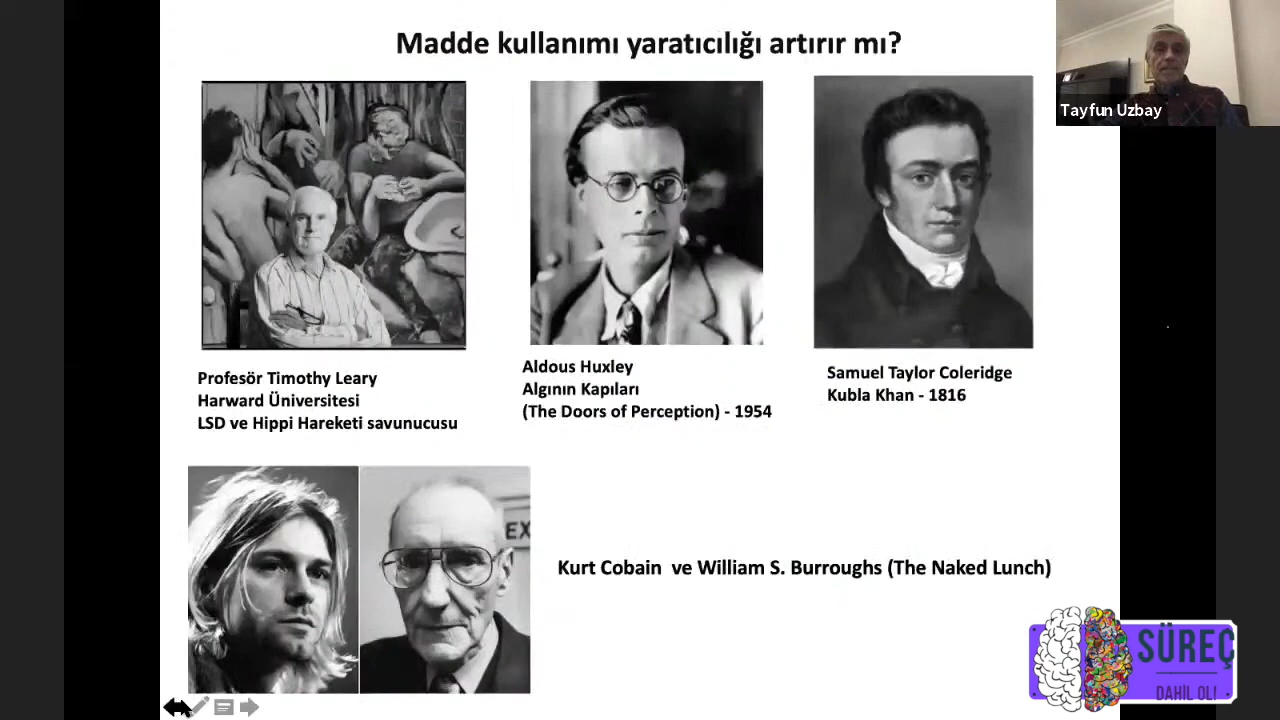 Madde kullanımı yaratıcılığı artırır mı?
Tayfun Uzbay
Profesör Timothy Leary
Harward Üniversitesi
LSD ve Hippi Hareketi savunucusu
Aldous Huxley
Algının Kapıları
(The Doors of Perception) - 1954
Samuel Taylor Coleridge
Kubla Khan - 1816
EX
Kurt Cobain ve William S. Burroughs (The Naked Lunch)
SÜREÇ
DAHİL OL!